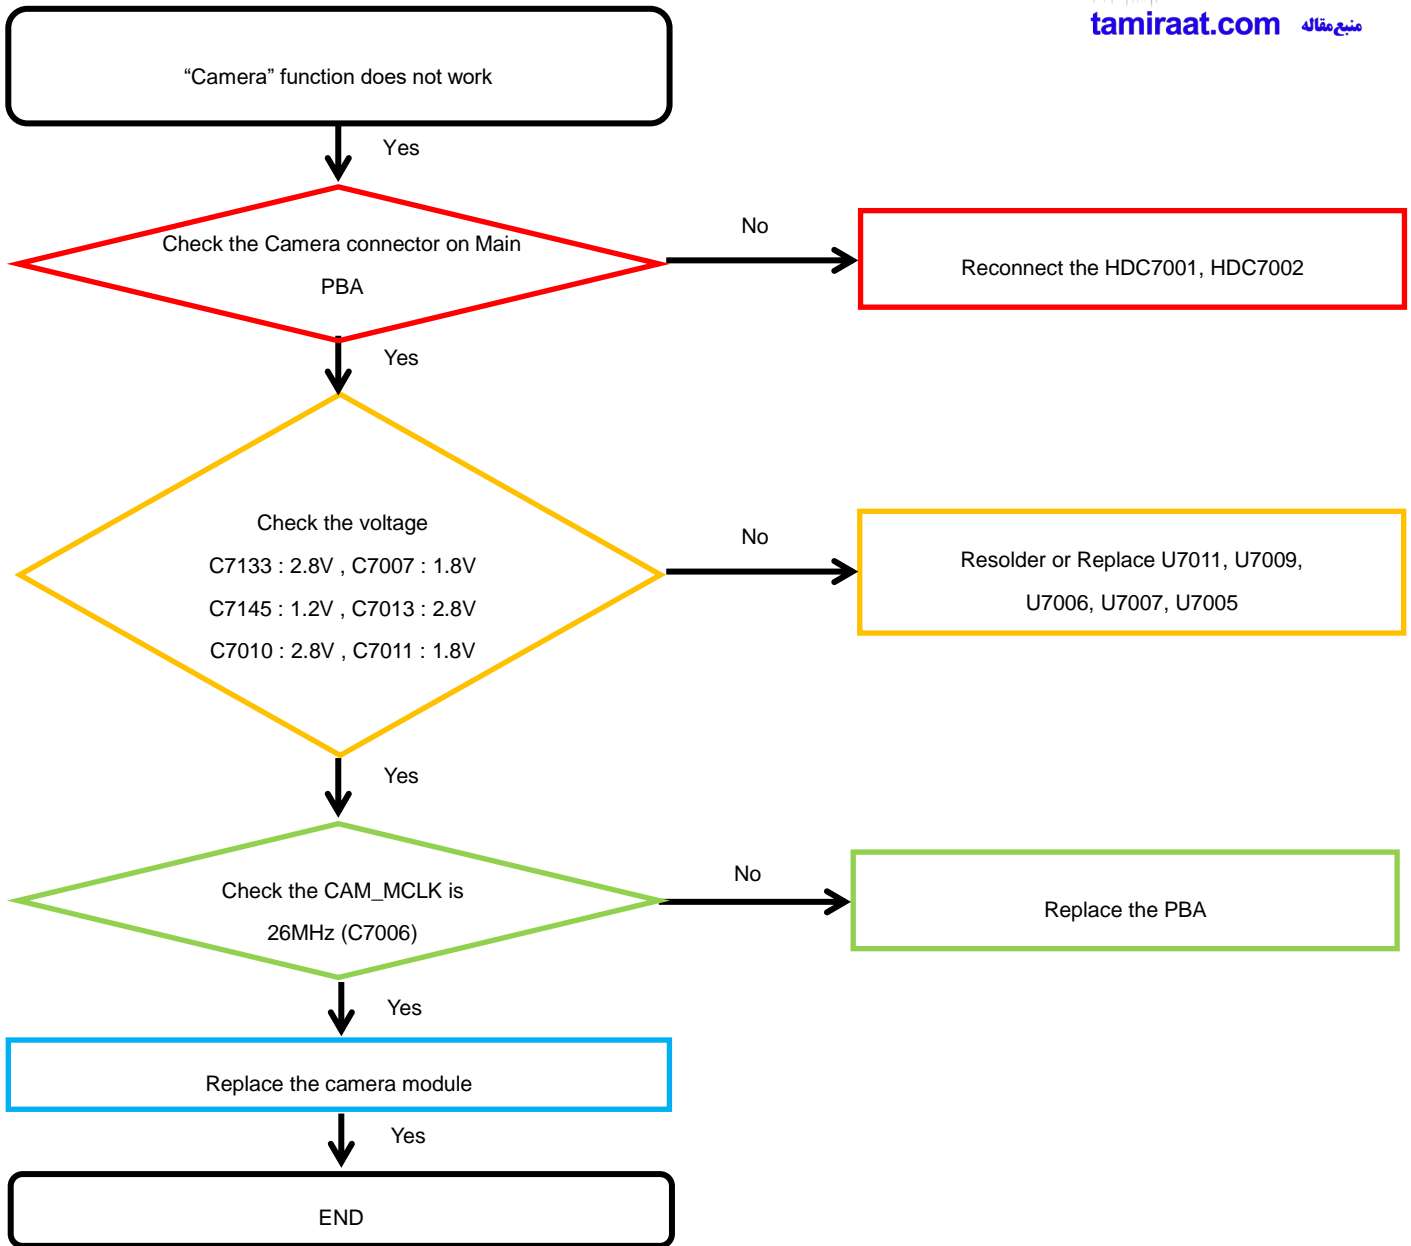 tamiraat.com منبع مقاله
“Camera” function does not work
Yes
Check the Camera connector on Main
PBA
No
Reconnect the HDC7001, HDC7002
Yes
Check the voltage
C7133 : 2.8V , C7007 : 1.8V
C7145 : 1.2V , C7013 : 2.8V
C7010 : 2.8V , C7011 : 1.8V
No
Resolder or Replace U7011, U7009,
U7006, U7007, U7005
Yes
Check the CAM_MCLK is
26MHz (C7006)
No
Replace the PBA
Yes
Replace the camera module
Yes
END